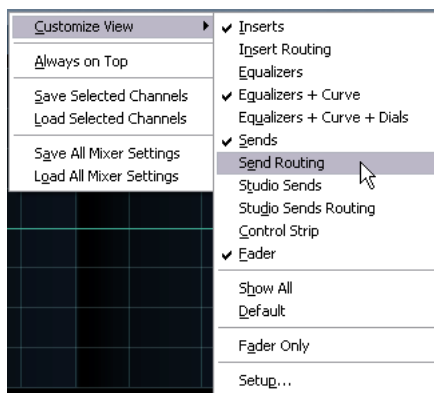 Customize View
Always on Top
Save Selected Channels
Load Selected Channels
Save All Mixer Settings
Load All Mixer Settings
Inserts
Insert Routing
Equalizers
Equalizers + Curve
Equalizers + Curve + Dials
Sends
Send Routing
Studio Sends
Studio Sends Routing
Control Strip
Fader
Show All
Default
Fader Only
Setup...